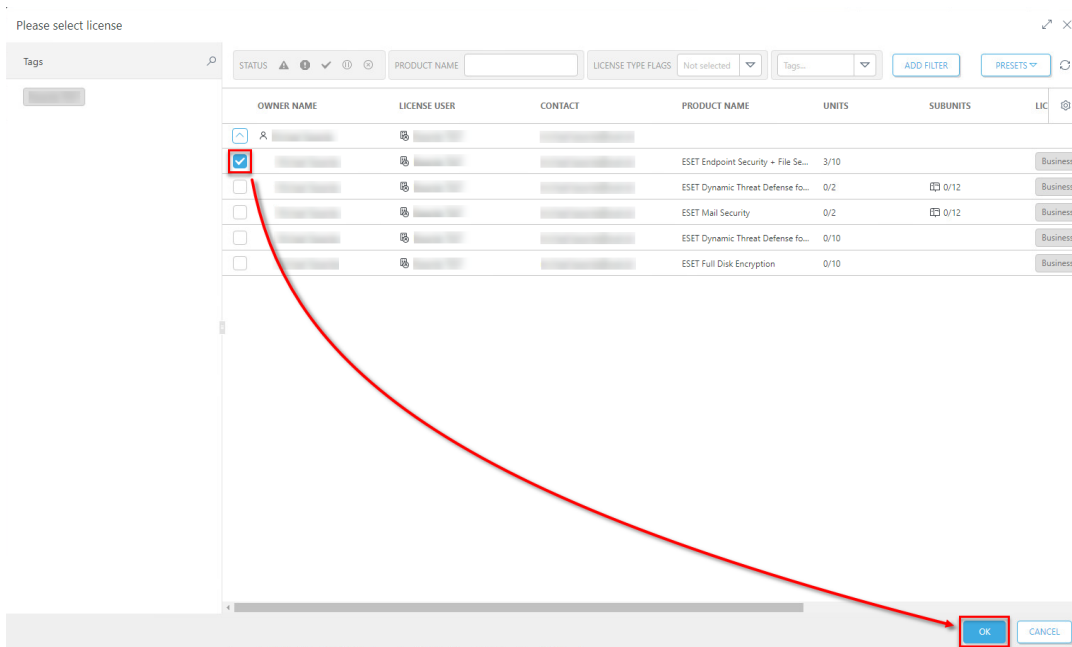 Please select license
Tags
STATUS PRODUCT NAME LICENSE TYPE FLAGS Not selected Tags... ADD FILTER PRESETS
OWNER NAME LICENSE USER CONTACT PRODUCT NAME UNITS SUBUNITS LIC
ESET Endpoint Security + File Se... 3/10 Business
ESET Dynamic Threat Defense fo... 0/2 0/12 Business
ESET Mail Security 0/2 0/12 Business
ESET Dynamic Threat Defense fo... 0/10 Business
ESET Full Disk Encryption 0/10 Business
OK CANCEL